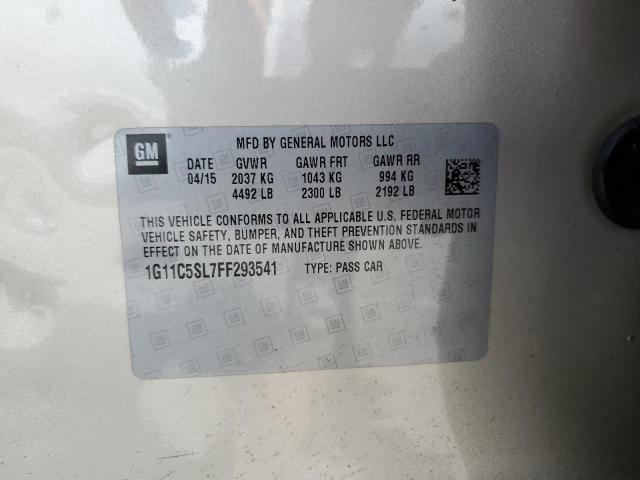 GM
MFD BY GENERAL MOTORS LLC
DATE GVWR GAWR FRT GAWR RR
04/15 2037 KG 1043 KG 994 KG
4492 LB 2300 LB 2192 LB
THIS VEHICLE CONFORMS TO ALL APPLICABLE U.S. FEDERAL MOTOR
VEHICLE SAFETY, BUMPER, AND THEFT PREVENTION STANDARDS IN
EFFECT ON THE DATE OF MANUFACTURE SHOWN ABOVE.
1G11C5SL7FF293541 TYPE: PASS CAR